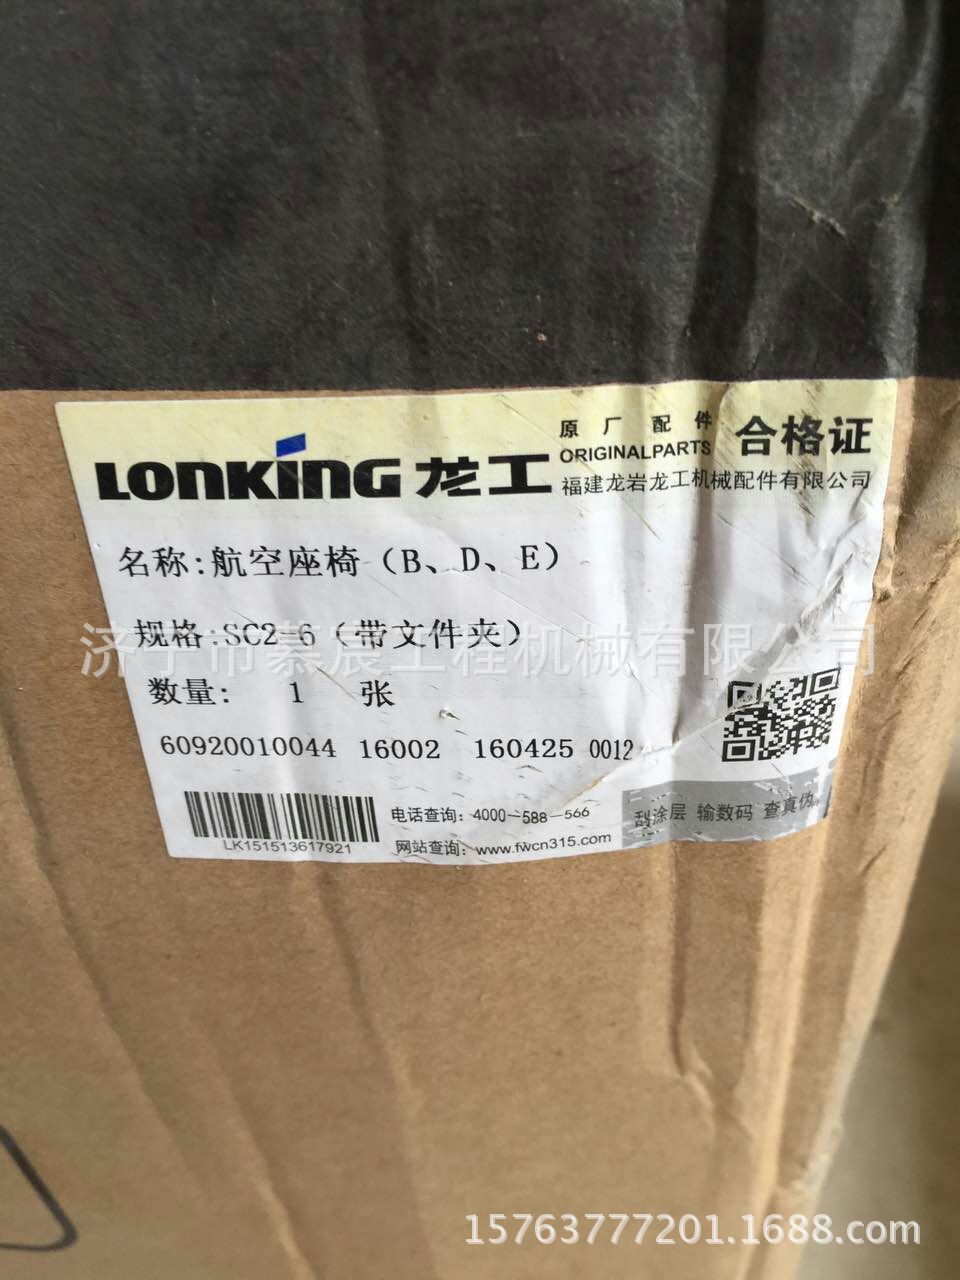 LONKING 龙工
原厂配件
ORIGINALPARTS
合格证
福建龙岩龙工机械配件有限公司
名称:航空座椅（B、D、E）
规格:SC2-6（带文件夹）
济宁市慕宸工程机械有限公司
数量: 1 张
60920010044 16002 160425 0012
LK151513617921
电话查询: 4000-588-566
网站查询: www.fwcn315.com
刮涂层 输数码 查真伪
15763777201.1688.com